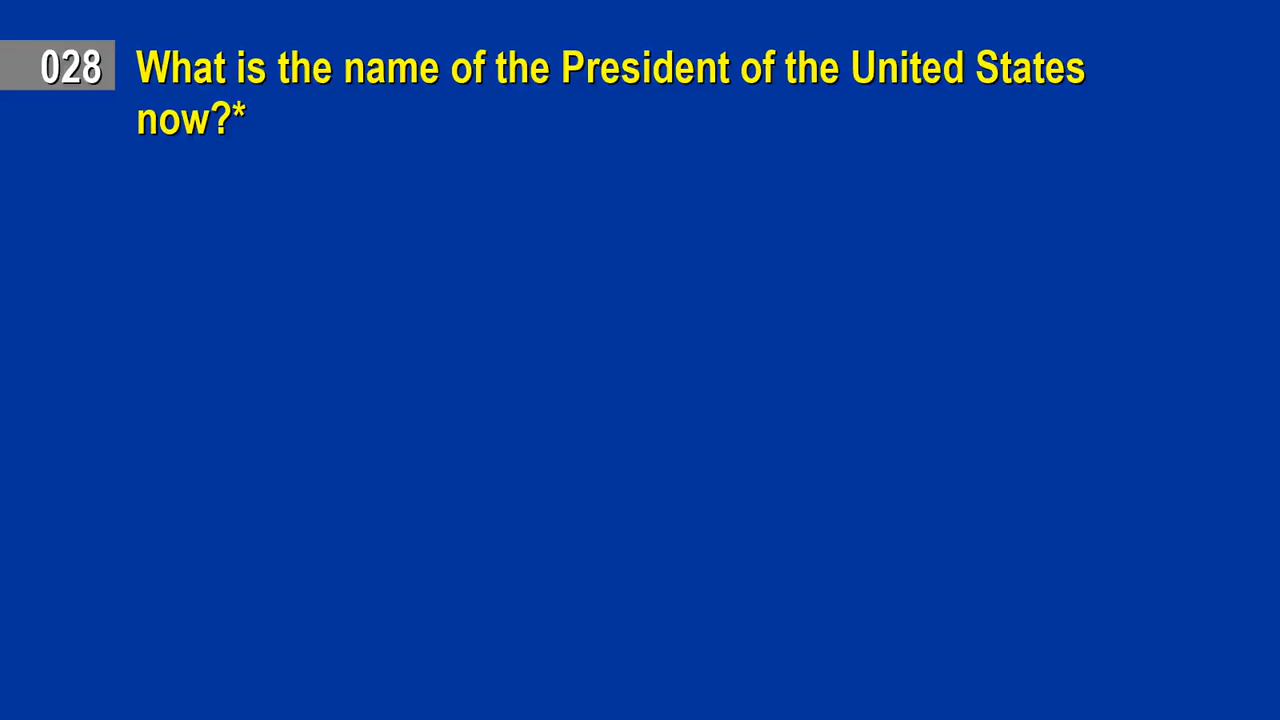 028 What is the name of the President of the United States
now?*